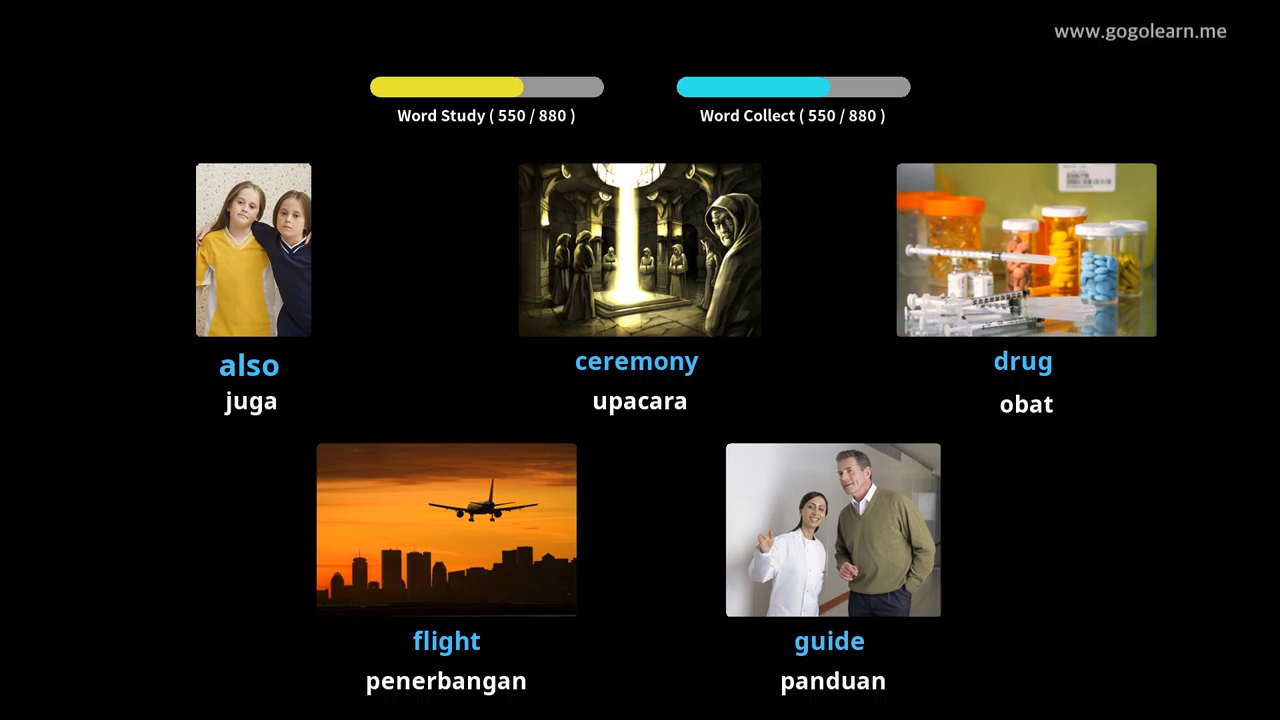 www.gogolearn.me
Word Study ( 550 / 880 )
Word Collect ( 550 / 880 )
also
juga
ceremony
upacara
drug
obat
flight
penerbangan
guide
panduan